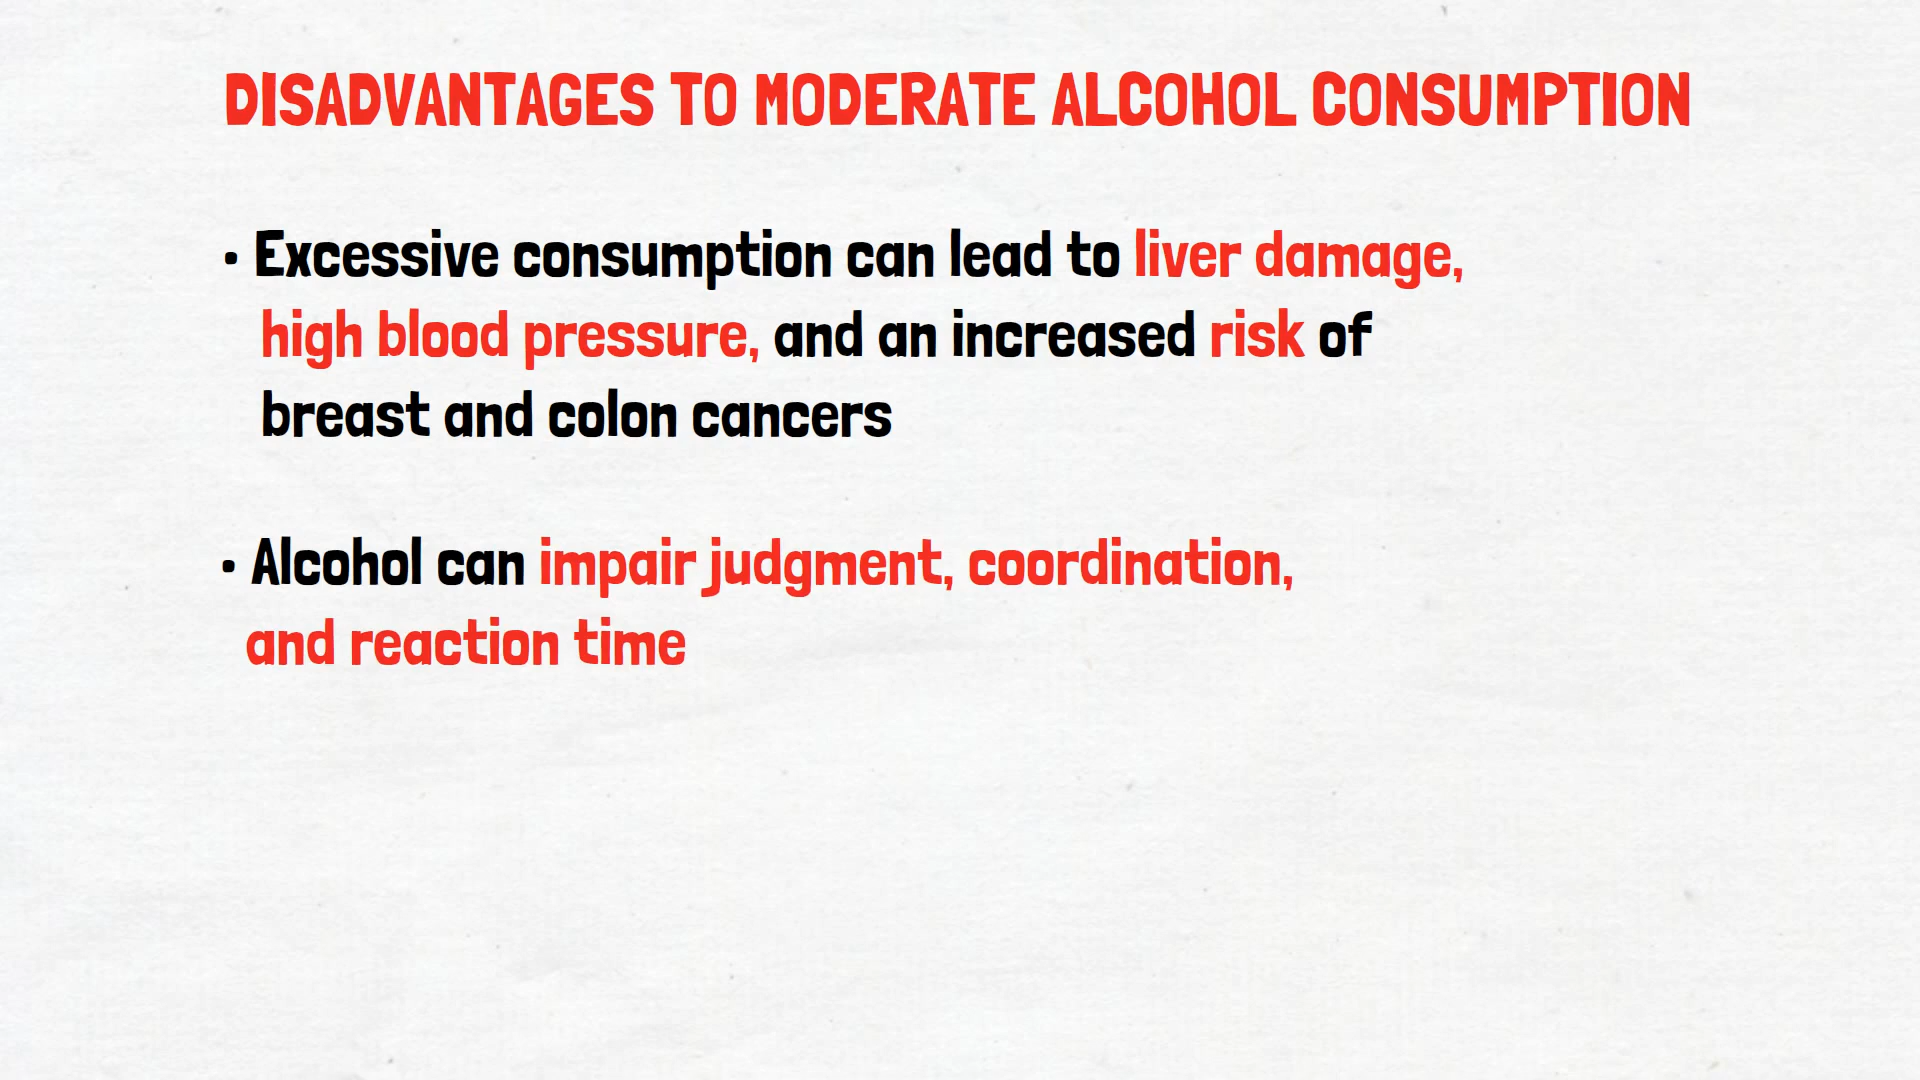 DISADVANTAGES TO MODERATE ALCOHOL CONSUMPTION
• Excessive consumption can lead to liver damage,
high blood pressure, and an increased risk of
breast and colon cancers
• Alcohol can impair judgment, coordination,
and reaction time